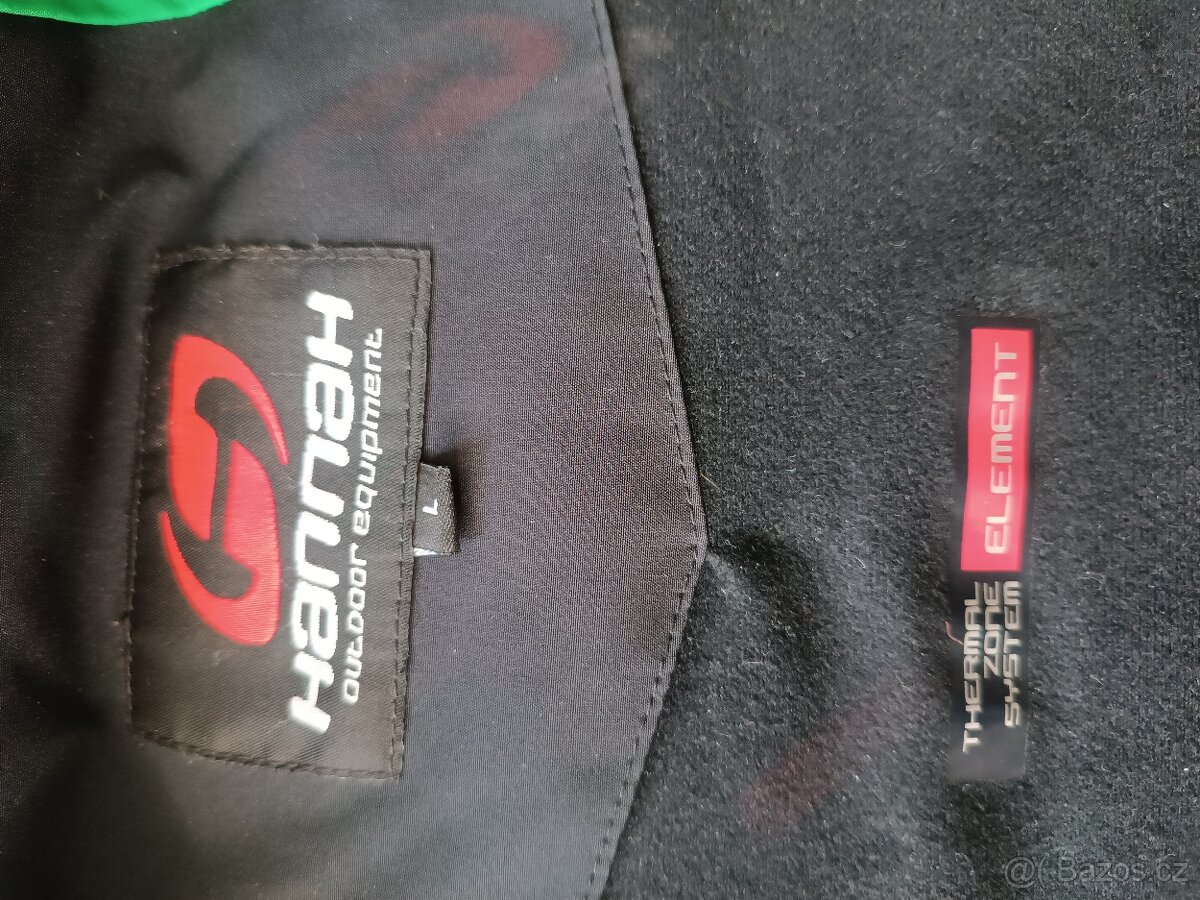 Hannah
outdoor equipment
L
THERMAL
ZONE
SYSTEM
ELEMENT
@( Bazos.cz